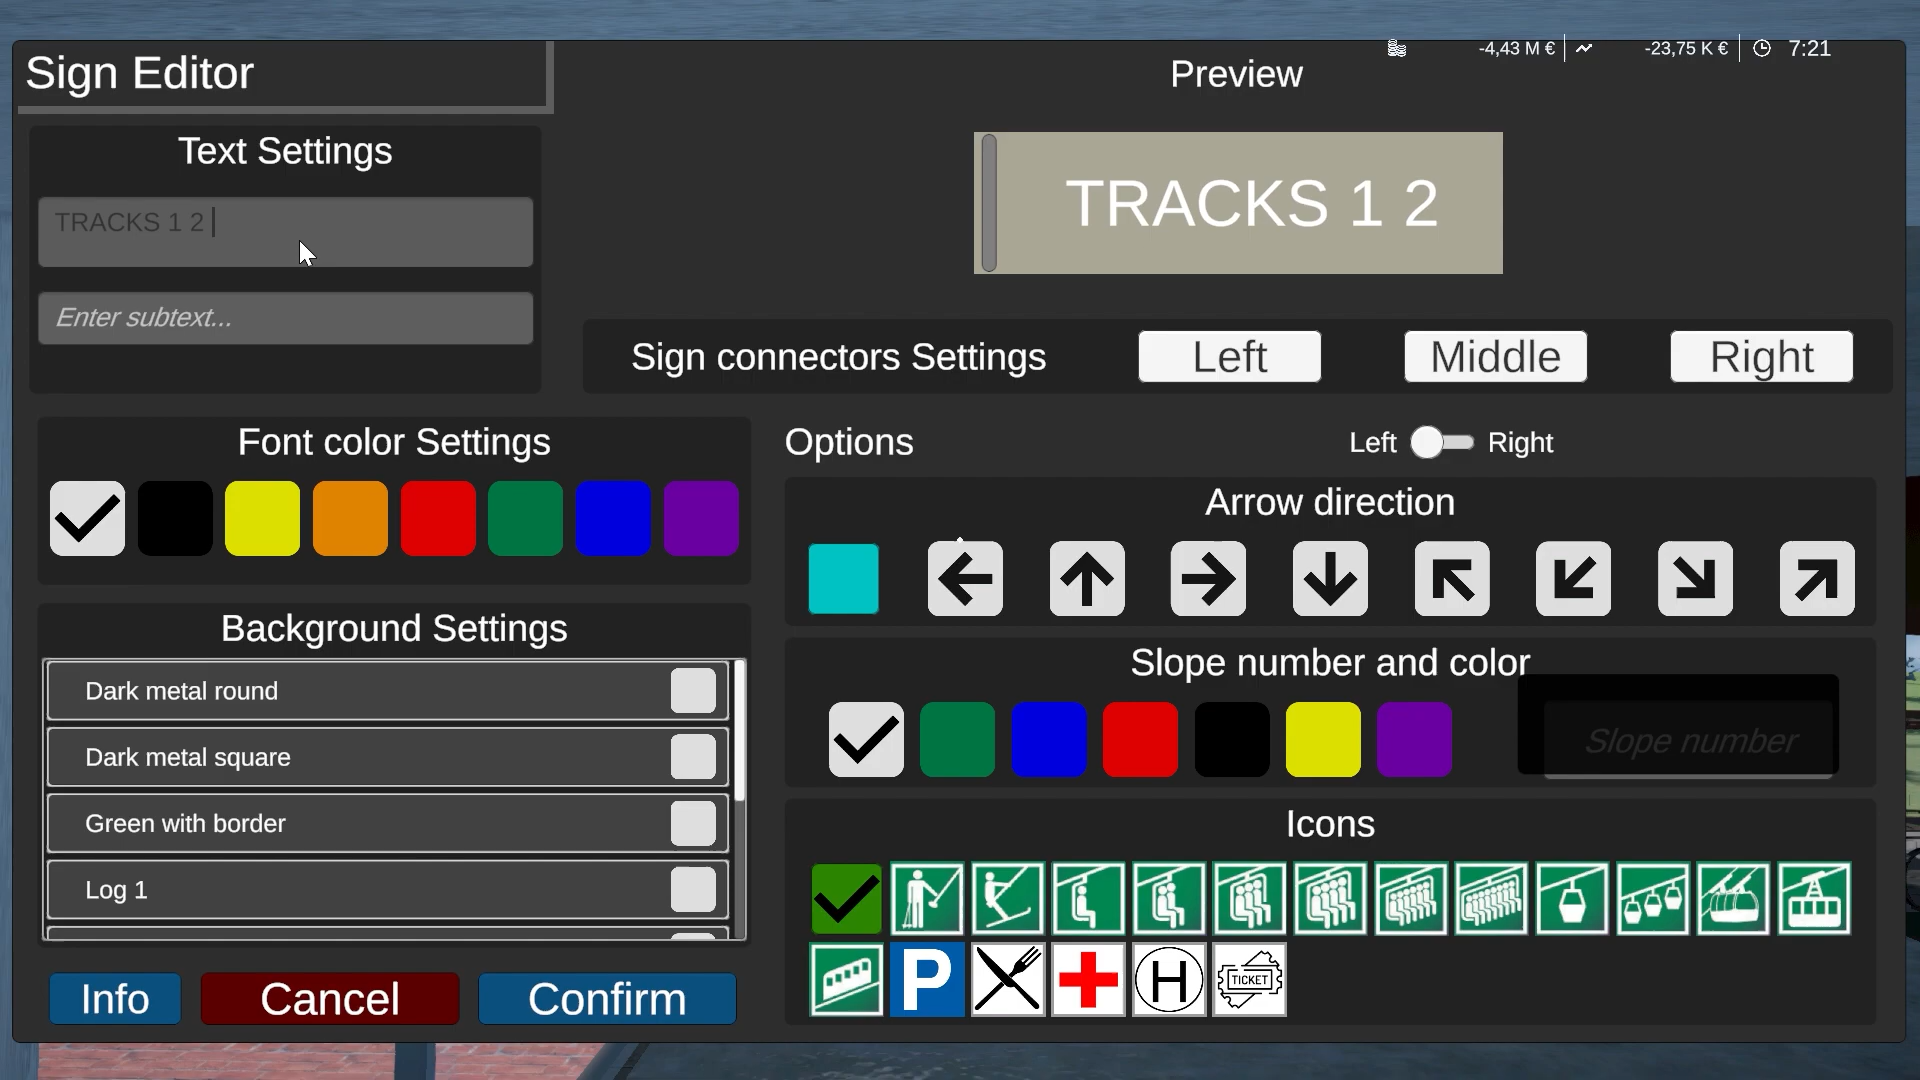 -4,43 M €
-23,75 K €
7:21
Sign Editor
Preview
Text Settings
TRACKS 1 2
TRACKS 1 2
Enter subtext...
Sign connectors Settings
Left
Middle
Right
Font color Settings
Options
Left
Right
Arrow direction
Background Settings
Slope number and color
Dark metal round
Slope number
Dark metal square
Green with border
Icons
Log 1
P
H
TICKET
Info
Cancel
Confirm